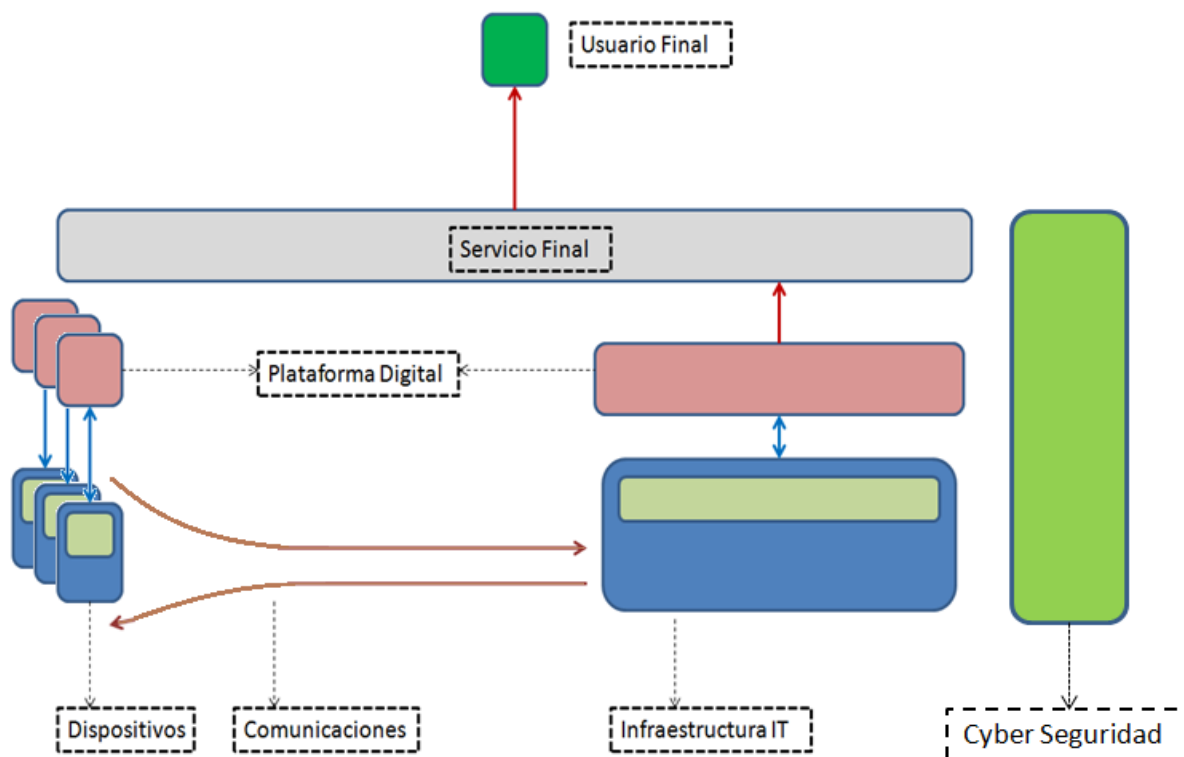 Usuario Final
Servicio Final
Plataforma Digital
Dispositivos
Comunicaciones
Infraestructura IT
Cyber Seguridad